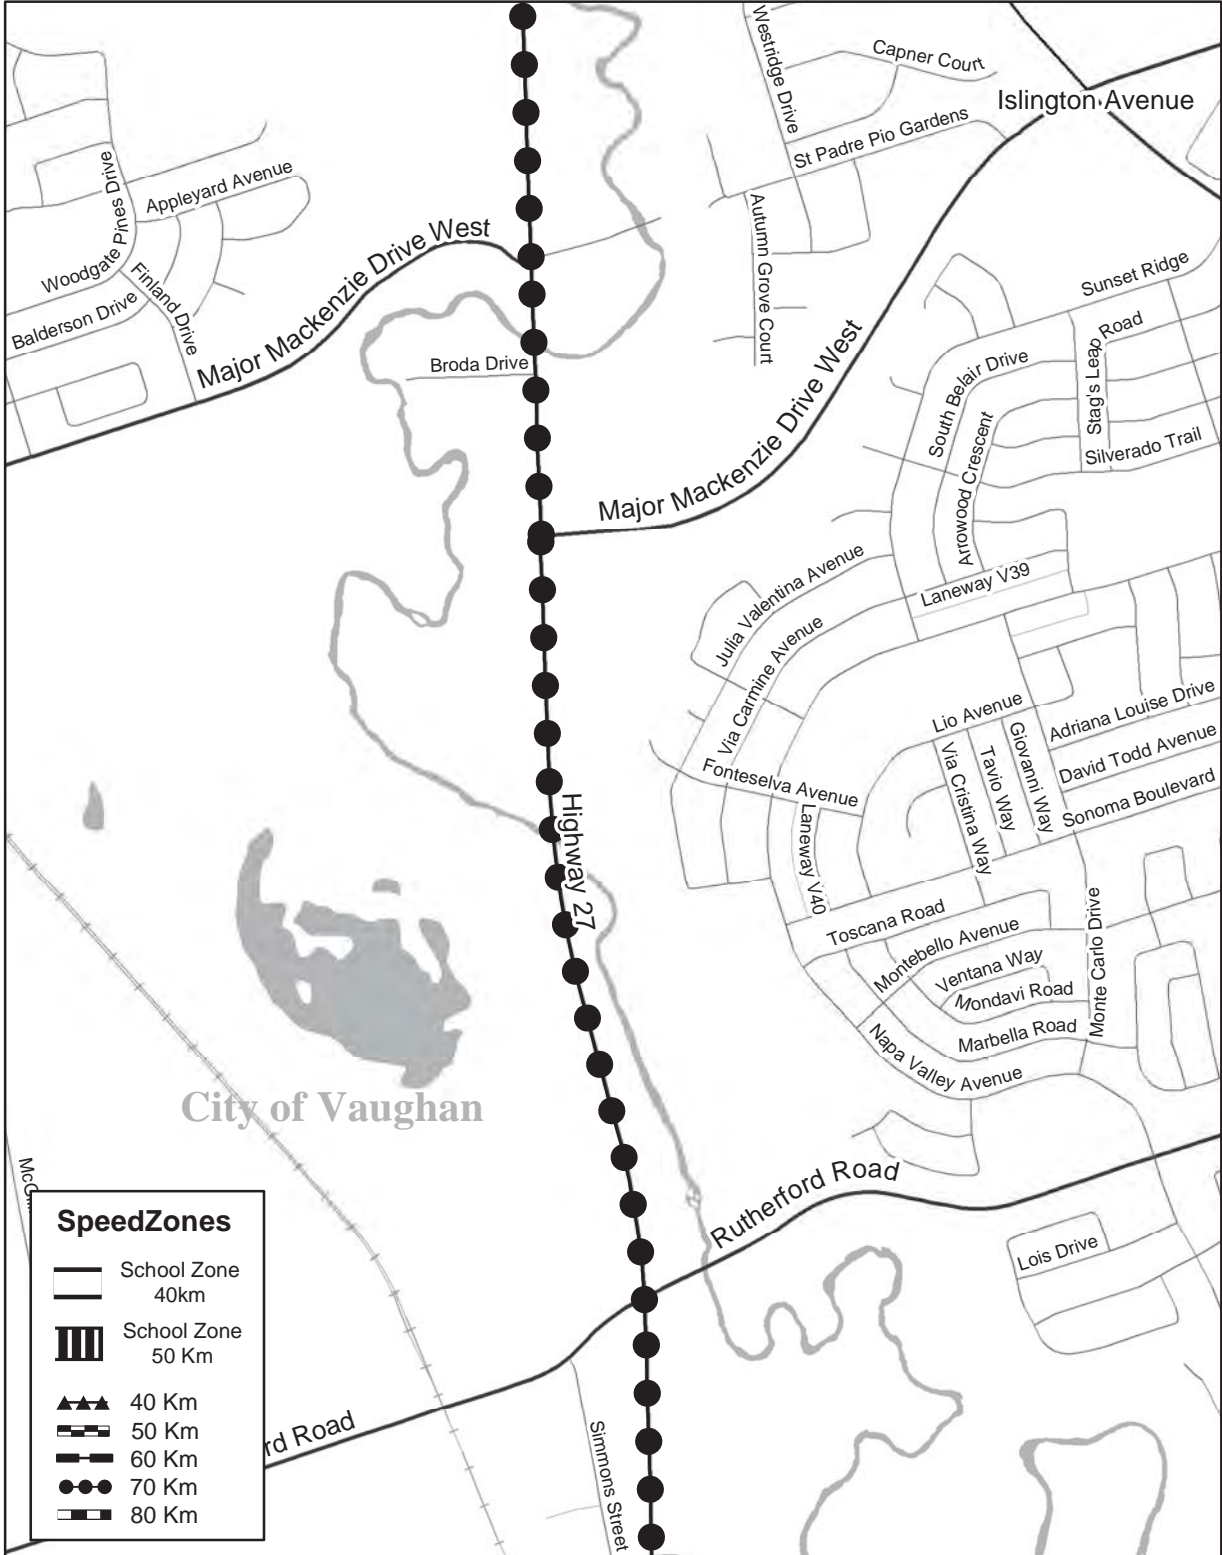 Westridge Drive
Capner Court
Islington Avenue
St Padre Pio Gardens
Woodgate Pines Drive
Appleyard Avenue
Autumn Grove Court
Major Mackenzie Drive West
Finland Drive
Balderson Drive
Sunset Ridge
Broda Drive
Stag's Leap Road
South Belair Drive
Major Mackenzie Drive West
Arrowood Crescent
Silverado Trail
Julia Valentina Avenue
Laneway V39
Via Carmine Avenue
Lio Avenue
Adriana Louise Drive
Giovanni Way
Tavio Way
Via Cristina Way
David Todd Avenue
Fonteselva Avenue
Sonoma Boulevard
Highway 27
Laneway V40
Toscana Road
Montebello Avenue
Monte Carlo Drive
Ventana Way
Mondavi Road
Marbella Road
Napa Valley Avenue
City of Vaughan
Rutherford Road
Lois Drive
SpeedZones
School Zone
40km
School Zone
50 Km
40 Km
50 Km
60 Km
70 Km
80 Km
rd Road
Simmons Street